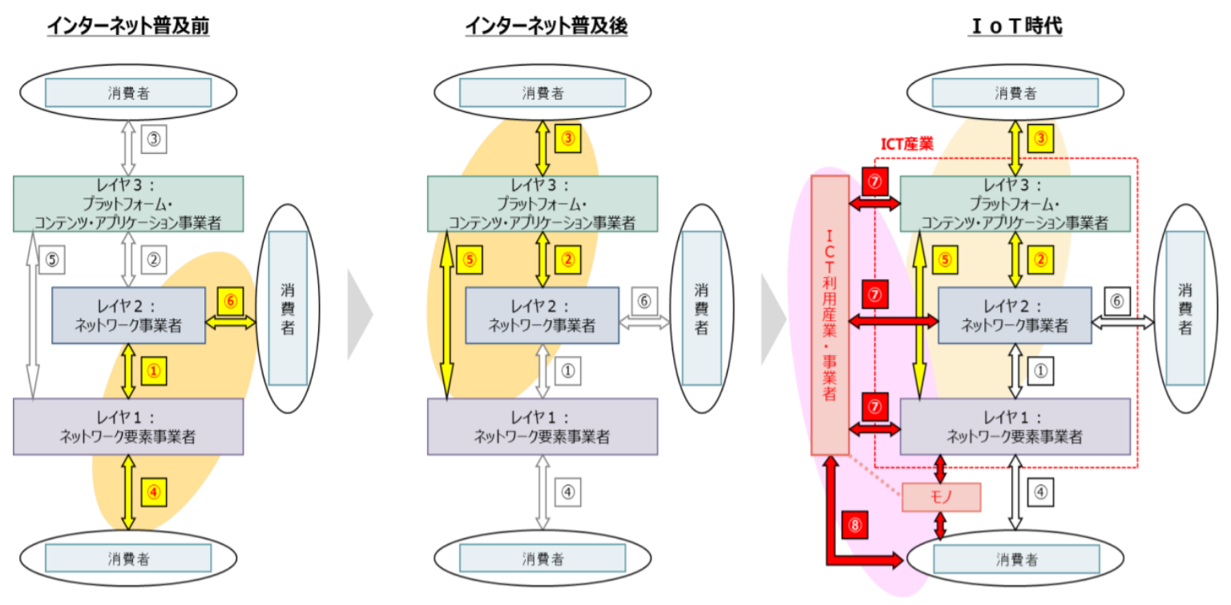 インターネット普及前
消費者
③
レイヤ3：
プラットフォーム・
コンテンツ・アプリケーション事業者
⑤
②
レイヤ2：
ネットワーク事業者
⑥
消費者
①
レイヤ1：
ネットワーク要素事業者
④
消費者
インターネット普及後
消費者
③
レイヤ3：
プラットフォーム・
コンテンツ・アプリケーション事業者
⑤
②
レイヤ2：
ネットワーク事業者
⑥
消費者
①
レイヤ1：
ネットワーク要素事業者
④
消費者
ＩｏＴ時代
消費者
③
ICT産業
⑦
レイヤ3：
プラットフォーム・
コンテンツ・アプリケーション事業者
ＩＣＴ利用産業・事業者
⑤
②
⑦
レイヤ2：
ネットワーク事業者
⑥
消費者
①
⑦
レイヤ1：
ネットワーク要素事業者
モノ
④
⑧
消費者